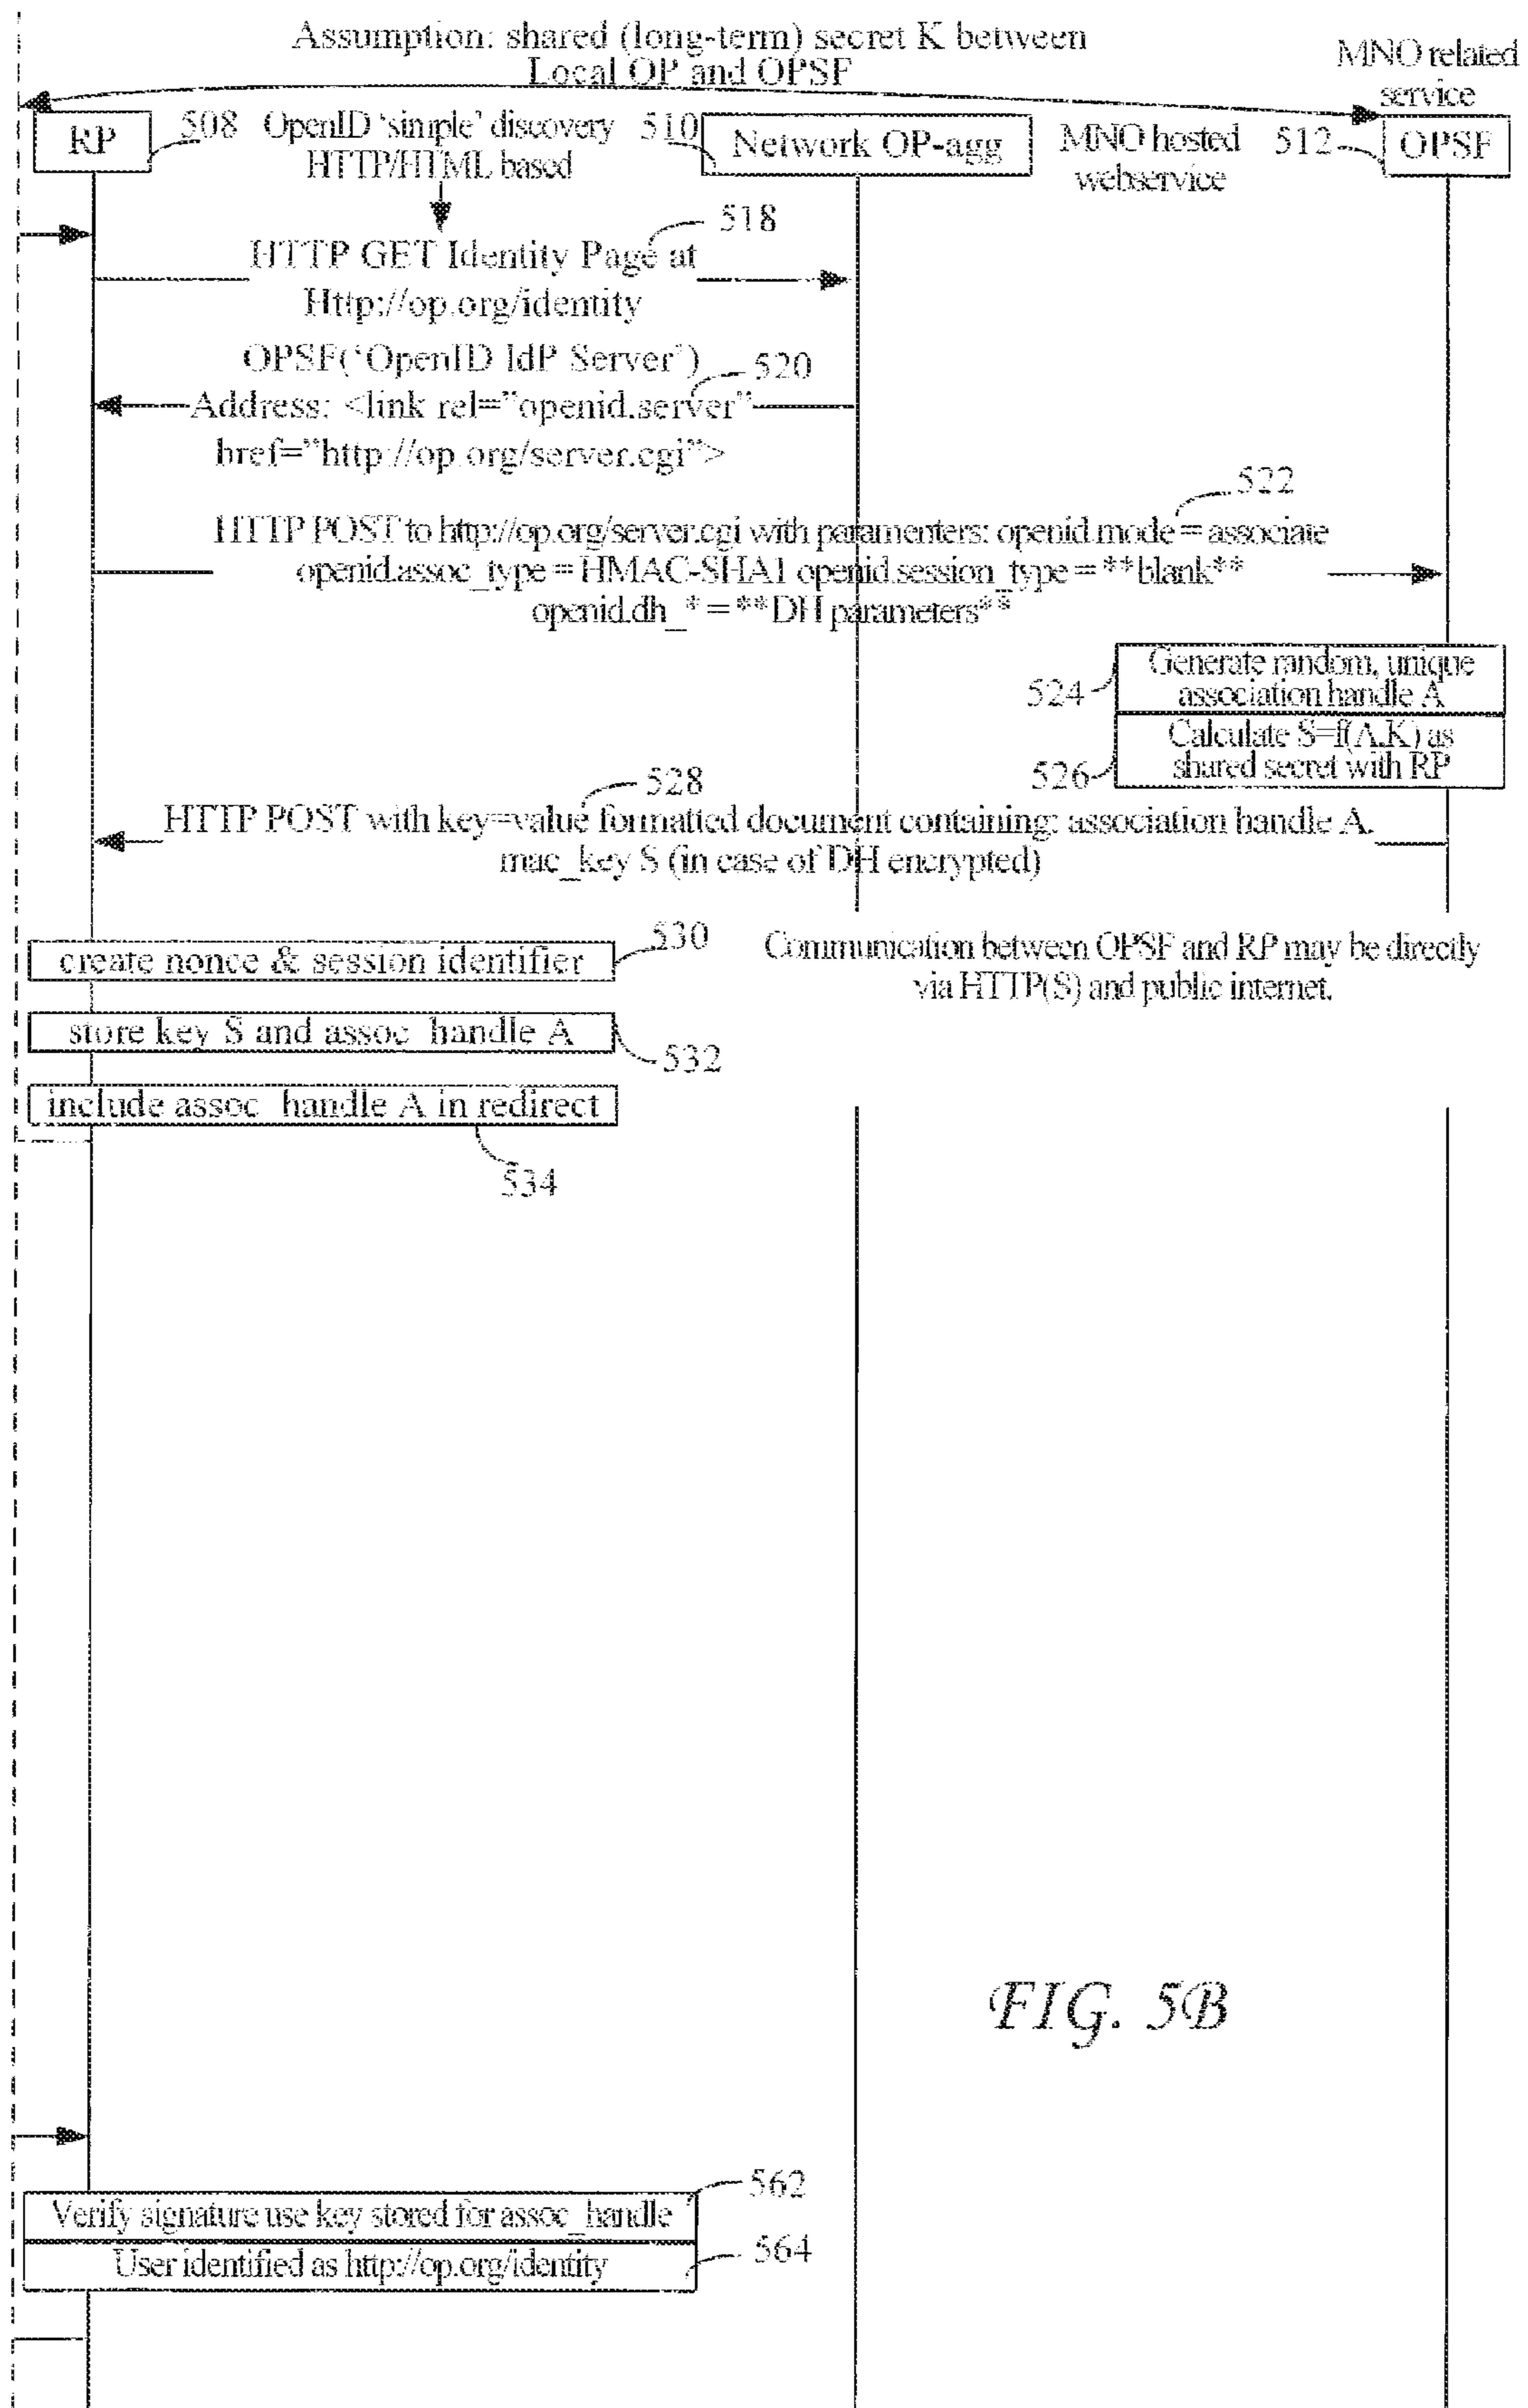 Assumption: shared (long-term) secret K between
Local OP and OPSF
MNO related
service
RP
508
OpenID 'simple' discovery
HTTP/HTML based
510
Network OP-agg
MNO hosted
webservice
512
OPSF
518
HTTP GET Identity Page at
Http://op.org/identity
OPSF('OpenID IdP Server')
520
Address: <link rel="openid.server"
href="http://op.org/server.cgi">
522
HTTP POST to http://op.org/server.cgi with paramenters: openid.mode = associate
openid.assoc_type = HMAC-SHA1 openid.session_type = **blank**
openid.dh_* = **DH parameters**
524
Generate random, unique
association handle A
526
Calculate S=f(A,K) as
shared secret with RP
528
HTTP POST with key=value formatted document containing: association handle A,
mac_key S (in case of DH encrypted)
530
create nonce & session identifier
Communication between OPSF and RP may be directly
via HTTP(S) and public internet.
store key S and assoc_handle A
532
include assoc_handle A in redirect
534
FIG. 5B
562
Verify signature use key stored for assoc_handle
User identified as http://op.org/identity
564